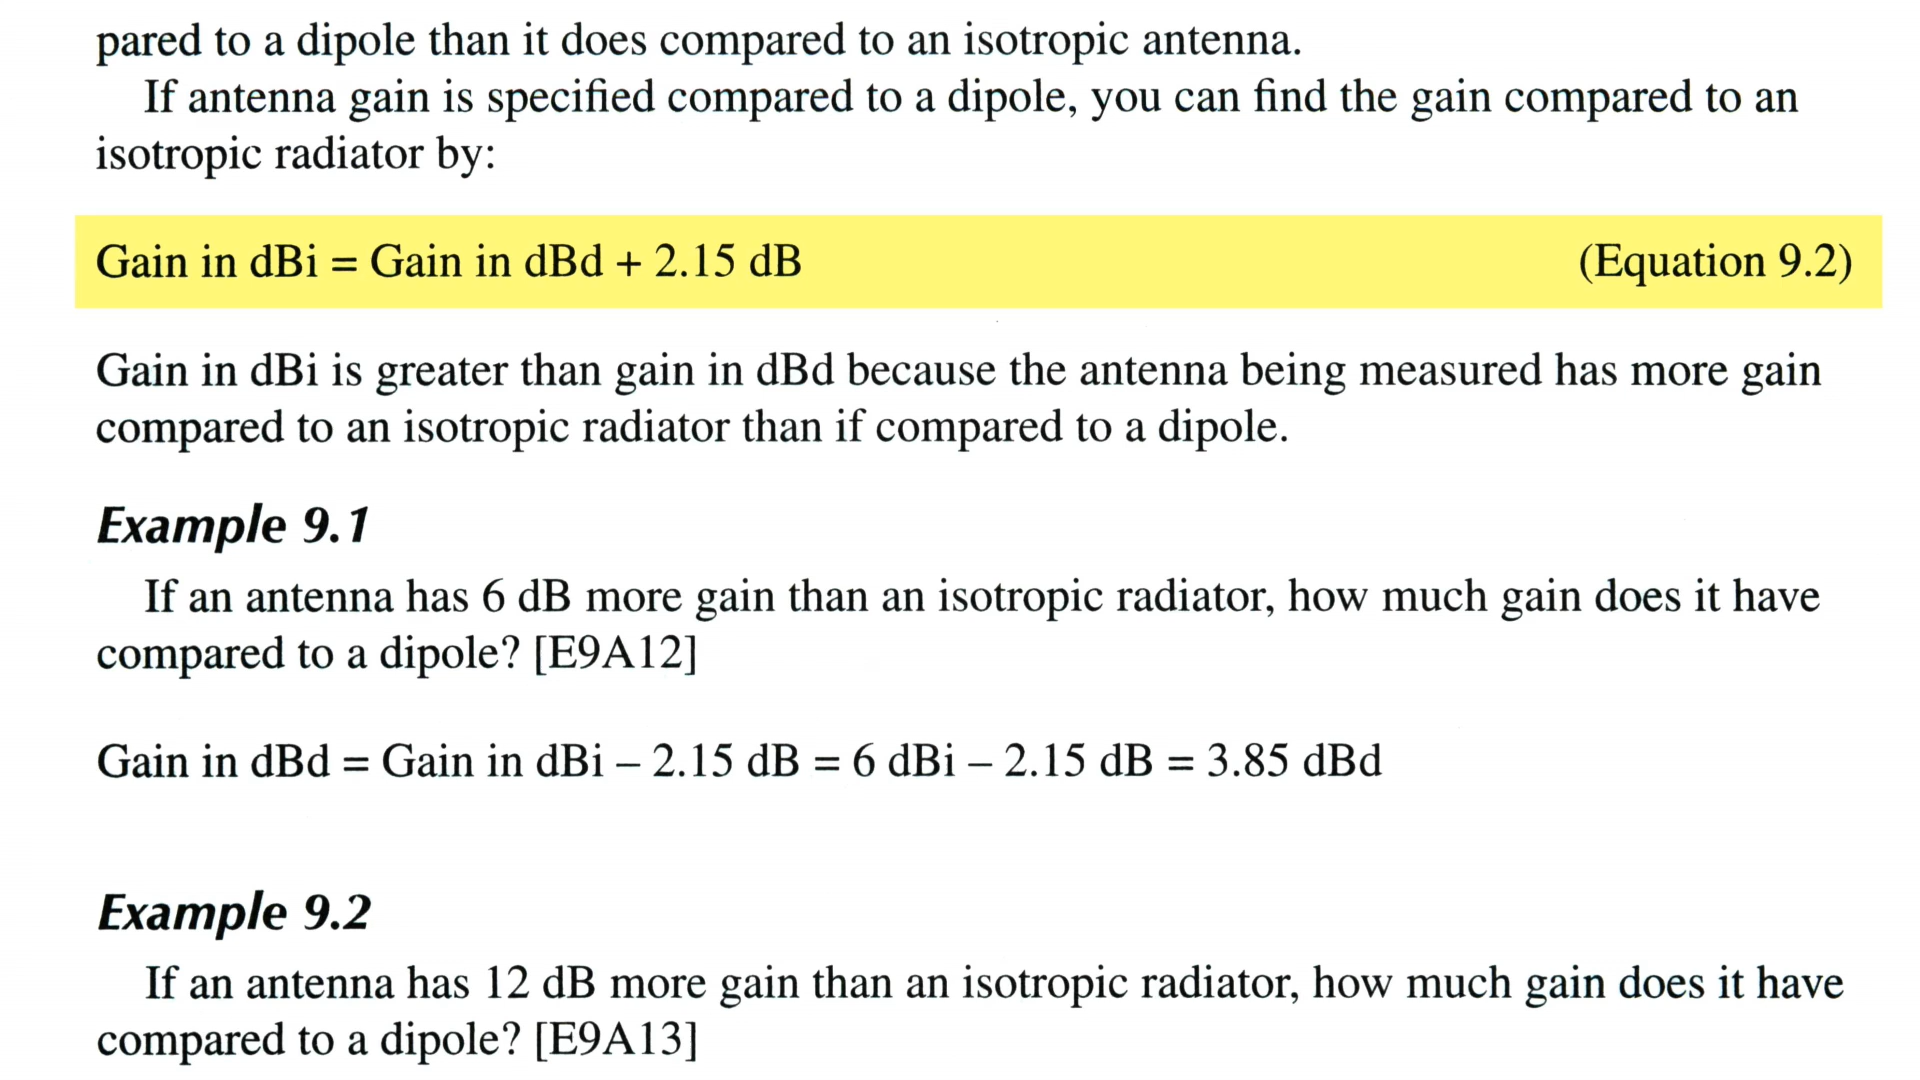 pared to a dipole than it does compared to an isotropic antenna.
If antenna gain is specified compared to a dipole, you can find the gain compared to an
isotropic radiator by:
Gain in dBi = Gain in dBd + 2.15 dB (Equation 9.2)
Gain in dBi is greater than gain in dBd because the antenna being measured has more gain
compared to an isotropic radiator than if compared to a dipole.
Example 9.1
If an antenna has 6 dB more gain than an isotropic radiator, how much gain does it have
compared to a dipole? [E9A12]
Gain in dBd = Gain in dBi – 2.15 dB = 6 dBi – 2.15 dB = 3.85 dBd
Example 9.2
If an antenna has 12 dB more gain than an isotropic radiator, how much gain does it have
compared to a dipole? [E9A13]